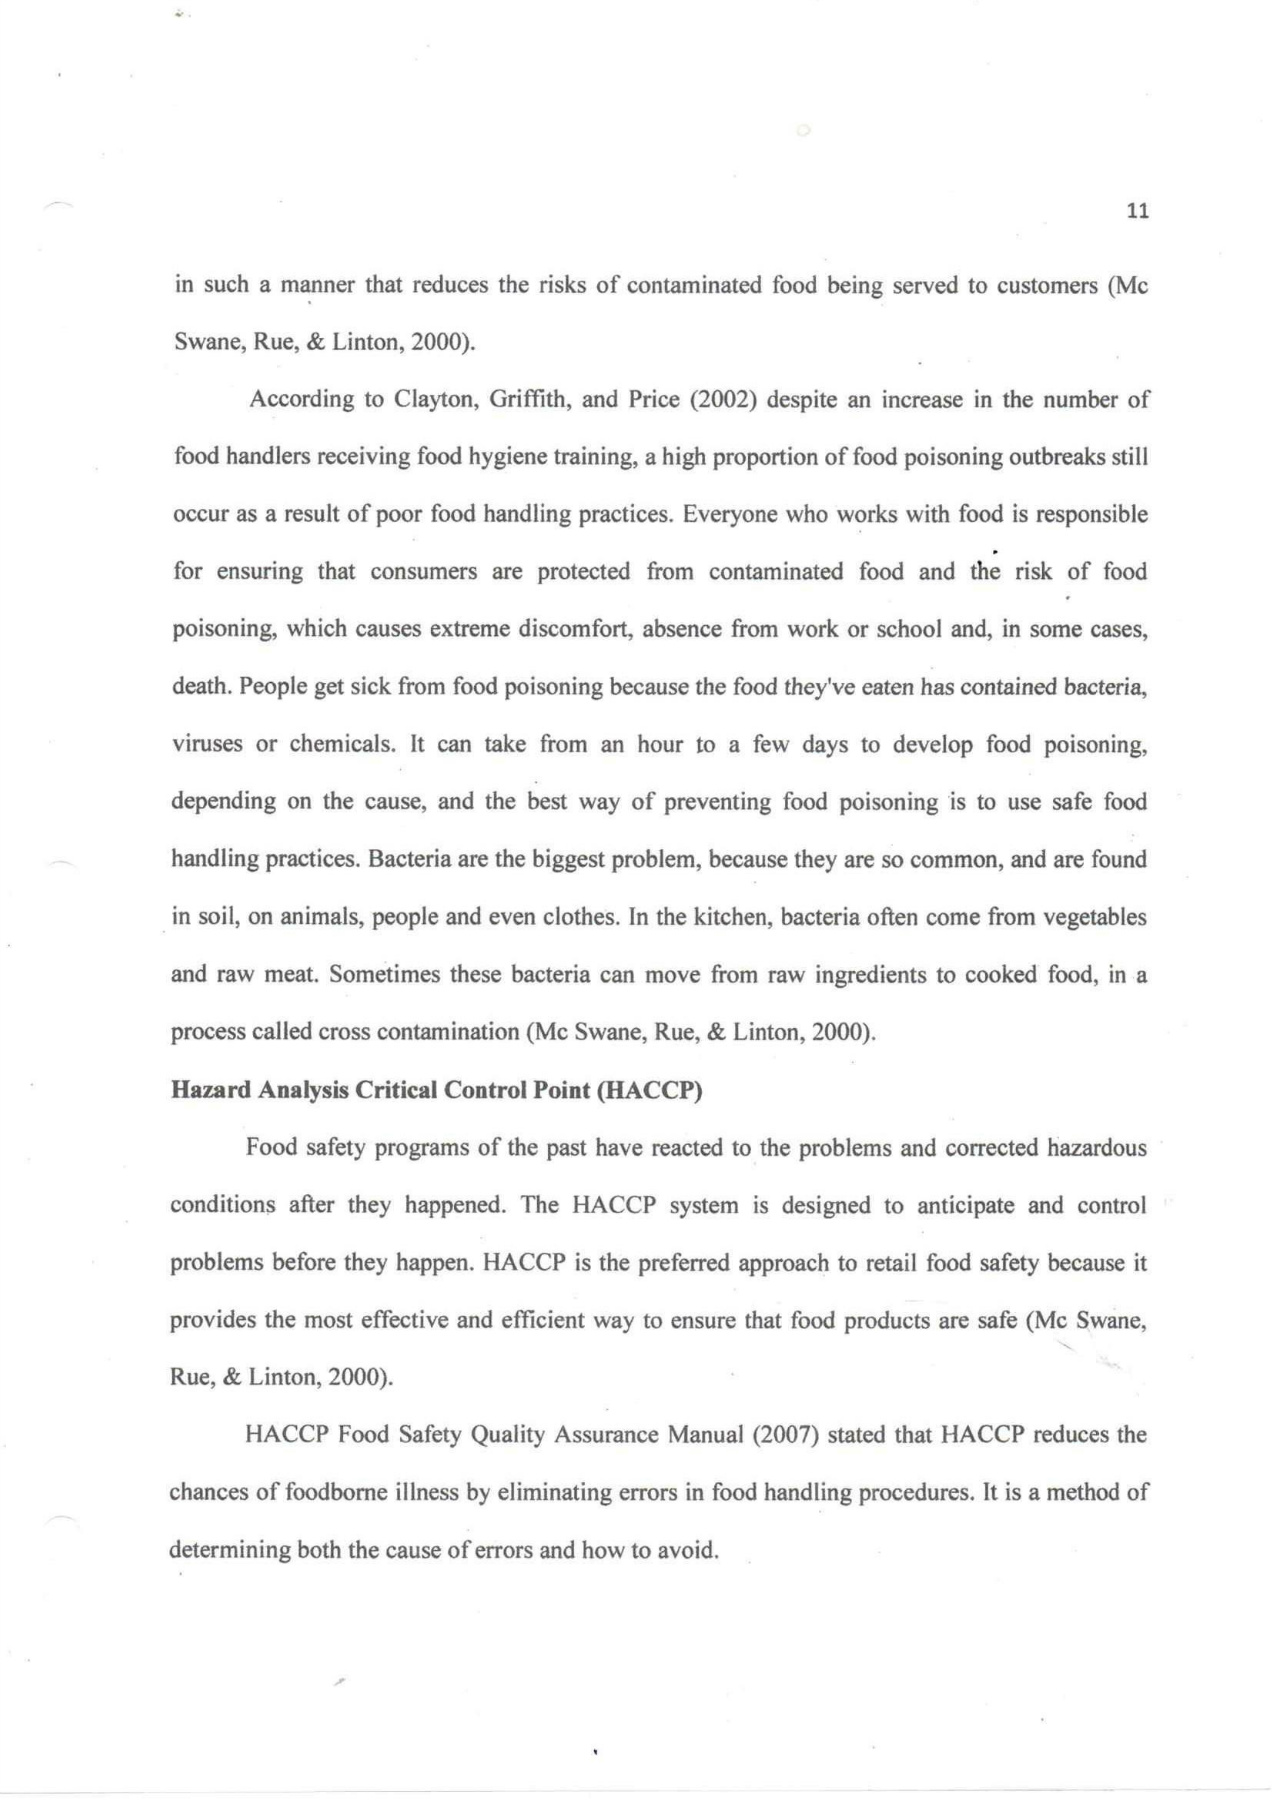 11
in such a manner that reduces the risks of contaminated food being served to customers (Mc
Swane, Rue, & Linton, 2000).
According to Clayton, Griffith, and Price (2002) despite an increase in the number of
food handlers receiving food hygiene training, a high proportion of food poisoning outbreaks still
occur as a result of poor food handling practices. Everyone who works with food is responsible
for ensuring that consumers are protected from contaminated food and the risk of food
poisoning, which causes extreme discomfort, absence from work or school and, in some cases,
death. People get sick from food poisoning because the food they've eaten has contained bacteria,
viruses or chemicals. It can take from an hour to a few days to develop food poisoning,
depending on the cause, and the best way of preventing food poisoning is to use safe food
handling practices. Bacteria are the biggest problem, because they are so common, and are found
in soil, on animals, people and even clothes. In the kitchen, bacteria often come from vegetables
and raw meat. Sometimes these bacteria can move from raw ingredients to cooked food, in a
process called cross contamination (Mc Swane, Rue, & Linton, 2000).
Hazard Analysis Critical Control Point (HACCP)
Food safety programs of the past have reacted to the problems and corrected hazardous
conditions after they happened. The HACCP system is designed to anticipate and control
problems before they happen. HACCP is the preferred approach to retail food safety because it
provides the most effective and efficient way to ensure that food products are safe (Mc Swane,
Rue, & Linton, 2000).
HACCP Food Safety Quality Assurance Manual (2007) stated that HACCP reduces the
chances of foodborne illness by eliminating errors in food handling procedures. It is a method of
determining both the cause of errors and how to avoid.